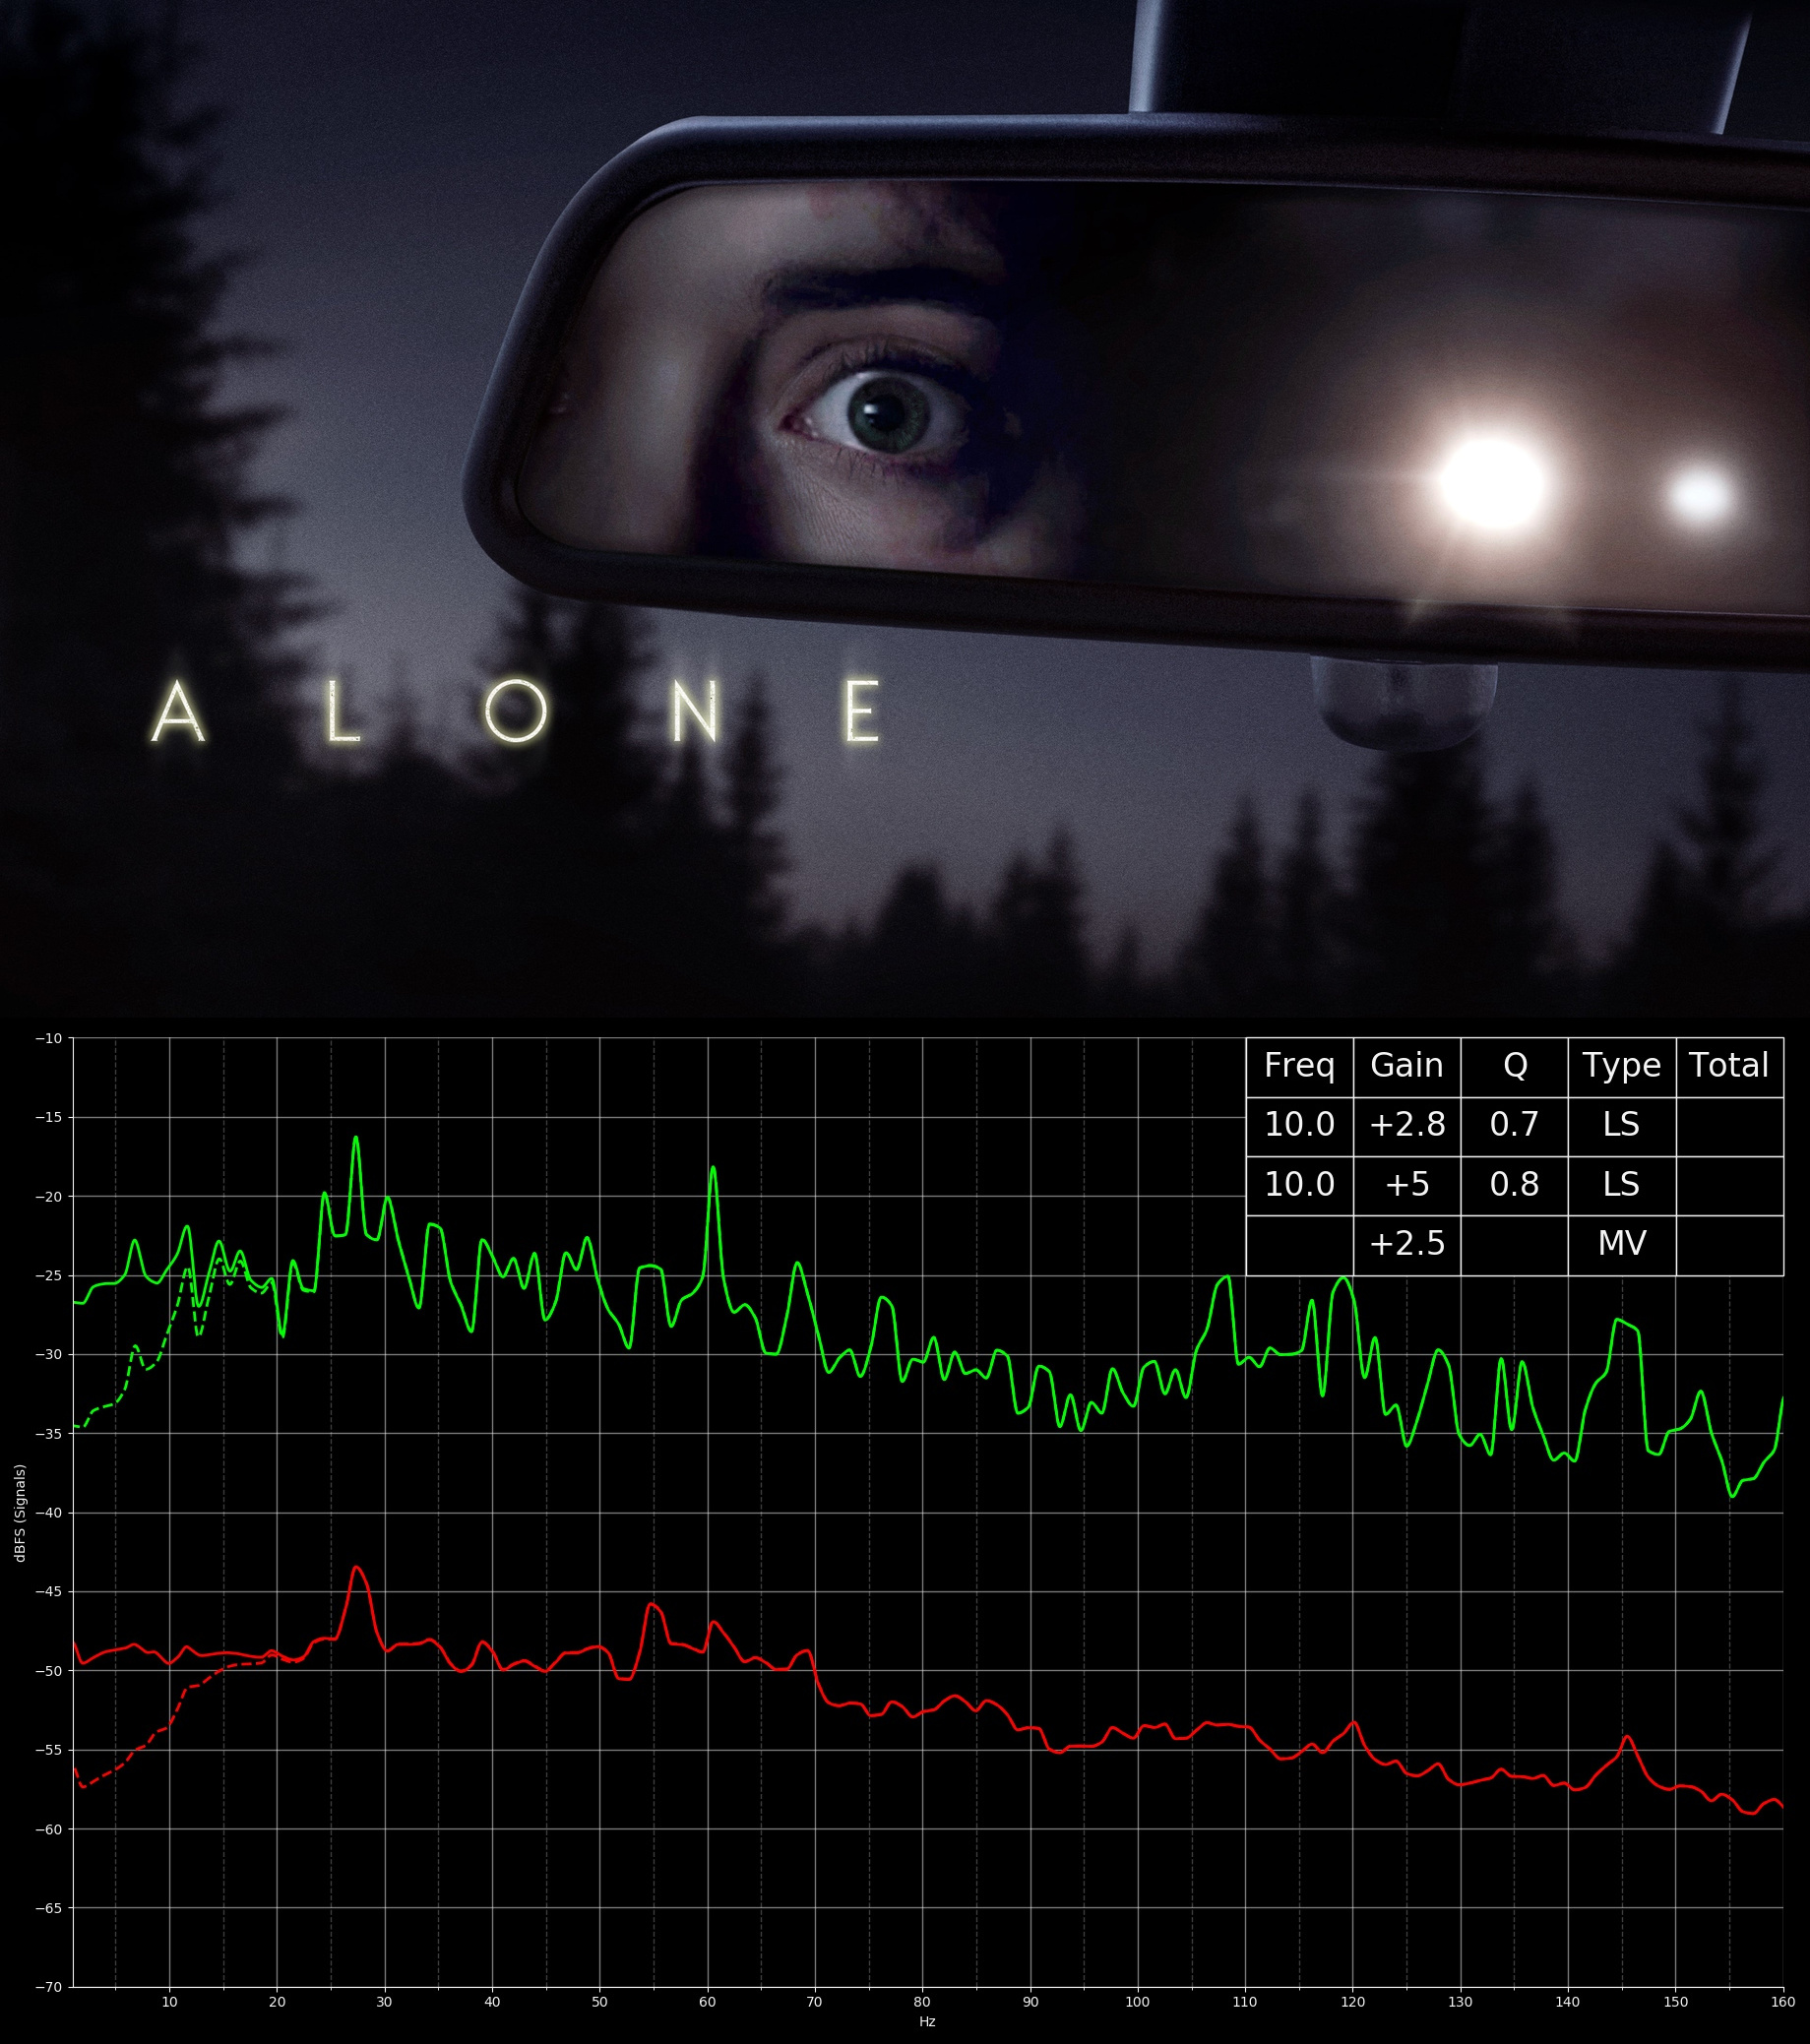 A L O N E
Freq Gain Q Type Total
10.0 +2.8 0.7 LS
10.0 +5 0.8 LS
+2.5 MV
−10
−15
−20
−25
−30
−35
−40
−45
−50
−55
−60
−65
−70
dBFS (Signals)
10 20 30 40 50 60 70 80 90 100 110 120 130 140 150 160
Hz